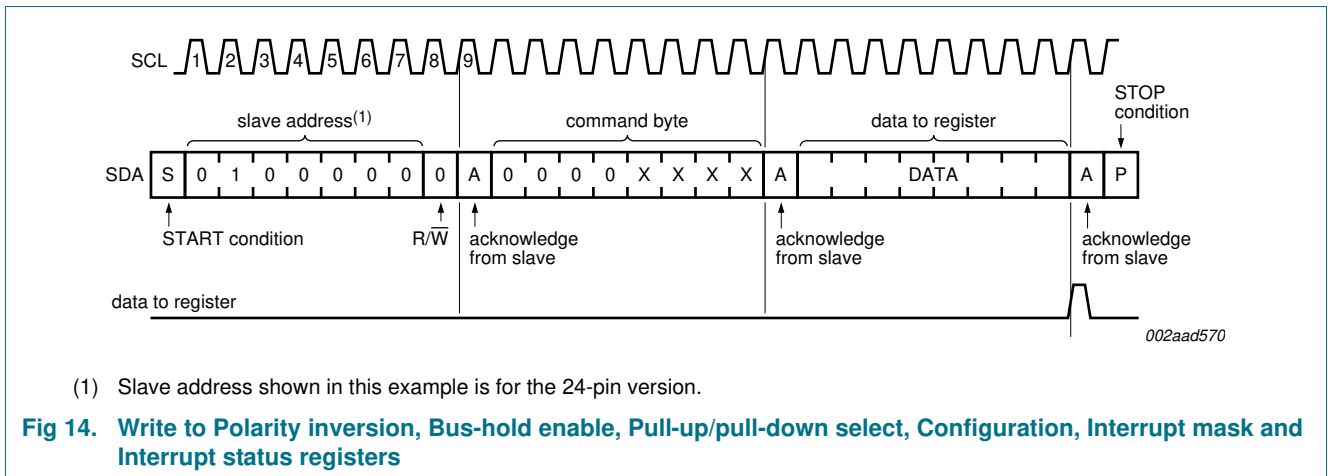 SCL 1 2 3 4 5 6 7 8 9
STOP
condition
slave address(1) command byte data to register
SDA S 0 1 0 0 0 0 0 0 A 0 0 0 0 X X X X A DATA A P
START condition R/W̅ acknowledge from slave acknowledge from slave acknowledge from slave
data to register
002aad570
(1) Slave address shown in this example is for the 24-pin version.
Fig 14. Write to Polarity inversion, Bus-hold enable, Pull-up/pull-down select, Configuration, Interrupt mask and
Interrupt status registers